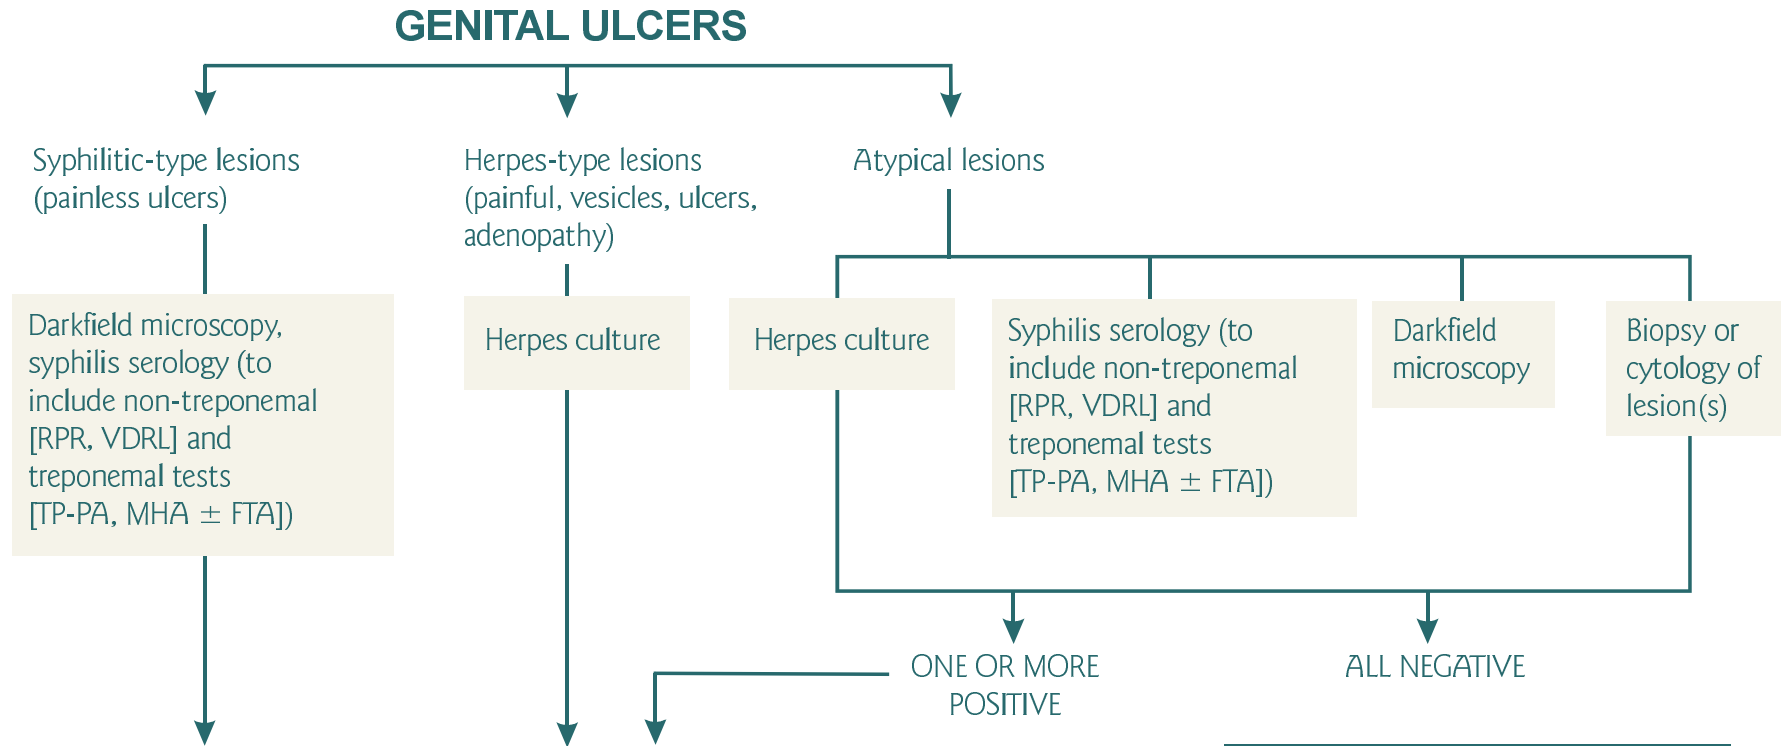 GENITAL ULCERS
Syphilitic-type lesions
(painless ulcers)
Herpes-type lesions
(painful, vesicles, ulcers,
adenopathy)
Atypical lesions
Darkfield microscopy,
syphilis serology (to
include non-treponemal
[RPR, VDRL] and
treponemal tests
[TP-PA, MHA ± FTA])
Herpes culture
Herpes culture
Syphilis serology (to
include non-treponemal
[RPR, VDRL] and
treponemal tests
[TP-PA, MHA ± FTA])
Darkfield
microscopy
Biopsy or
cytology of
lesion(s)
ONE OR MORE
POSITIVE
ALL NEGATIVE